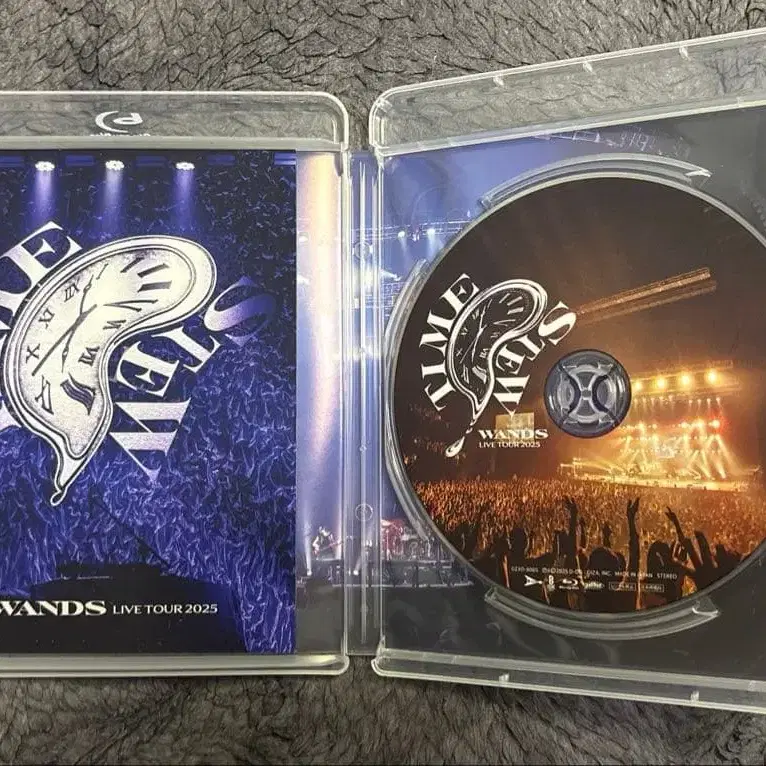 TIME
STEW
WANDS LIVE TOUR 2025
TIME
STEW
WANDS
LIVE TOUR 2025
MADE IN JAPAN STEREO